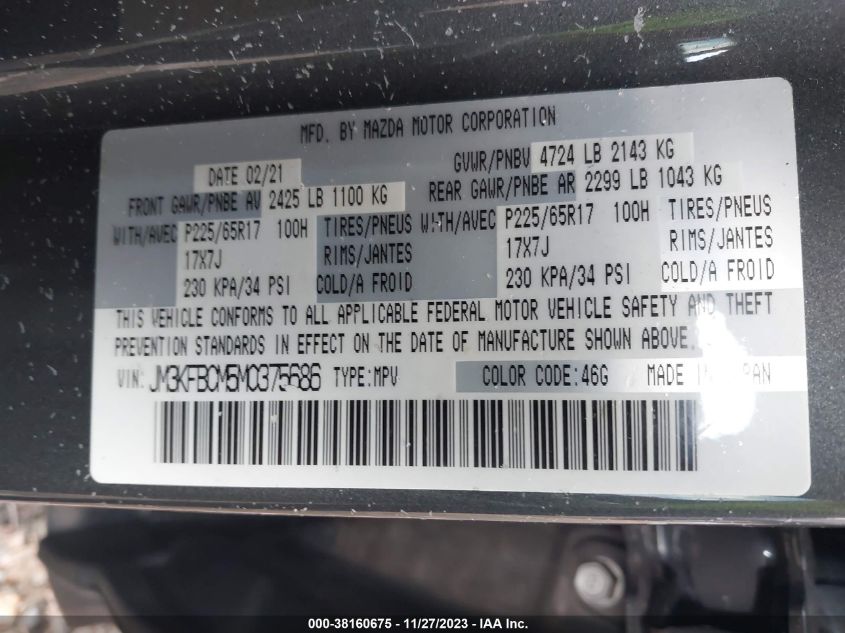 MFD. BY MAZDA MOTOR CORPORATION
DATE 02/21 GVWR/PNBV 4724 LB 2143 KG
FRONT GAWR/PNBE AV 2425 LB 1100 KG REAR GAWR/PNBE AR 2299 LB 1043 KG
WITH/AVEC P225/65R17 100H TIRES/PNEUS WITH/AVEC P225/65R17 100H TIRES/PNEUS
17X7J RIMS/JANTES 17X7J RIMS/JANTES
230 KPA/34 PSI COLD/A FROID 230 KPA/34 PSI COLD/A FROID
THIS VEHICLE CONFORMS TO ALL APPLICABLE FEDERAL MOTOR VEHICLE SAFETY AND THEFT
PREVENTION STANDARDS IN EFFECT ON THE DATE OF MANUFACTURE SHOWN ABOVE.
VIN: JM3KFBCM5M0375686 TYPE:MPV COLOR CODE:46G MADE IN JAPAN
000-38160675 - 11/27/2023 - © IAA Inc.